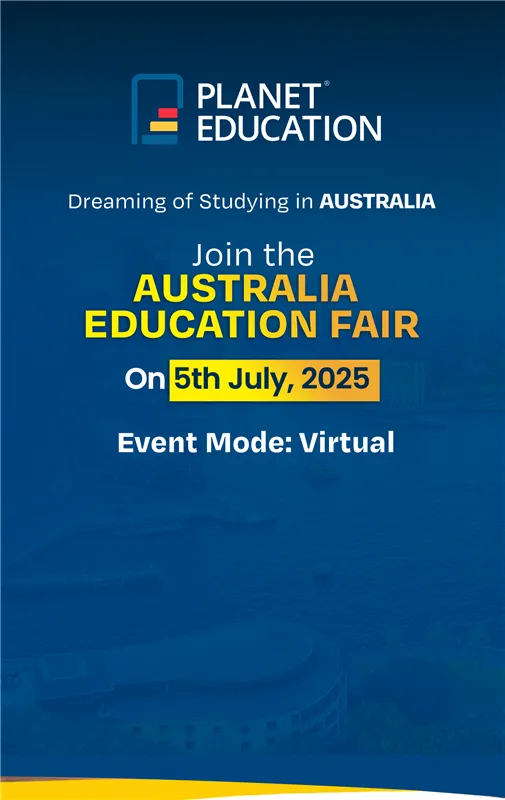 PLANET®
EDUCATION
Dreaming of Studying in AUSTRALIA
Join the
AUSTRALIA
EDUCATION FAIR
On 5th July, 2025
Event Mode: Virtual